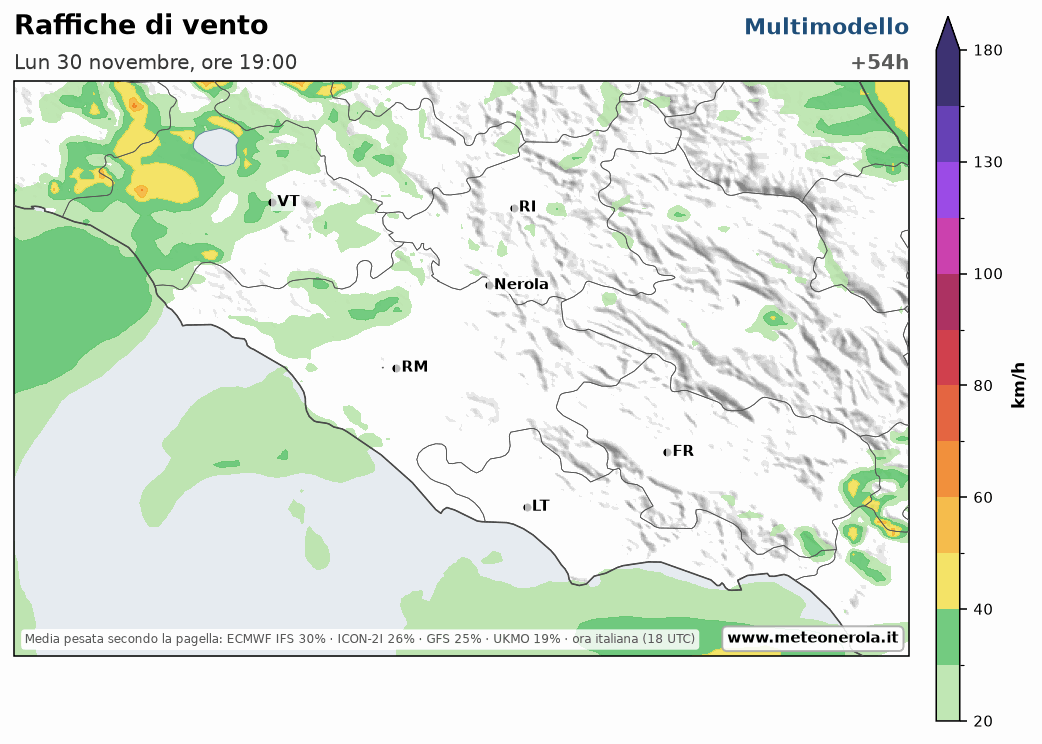 Raffiche di vento
Multimodello
Lun 30 novembre, ore 19:00
+54h
180
130
100
80
60
40
20
km/h
VT
RI
Nerola
RM
FR
LT
Media pesata secondo la pagella: ECMWF IFS 30% · ICON-2I 26% · GFS 25% · UKMO 19% · ora italiana (18 UTC)
www.meteonerola.it